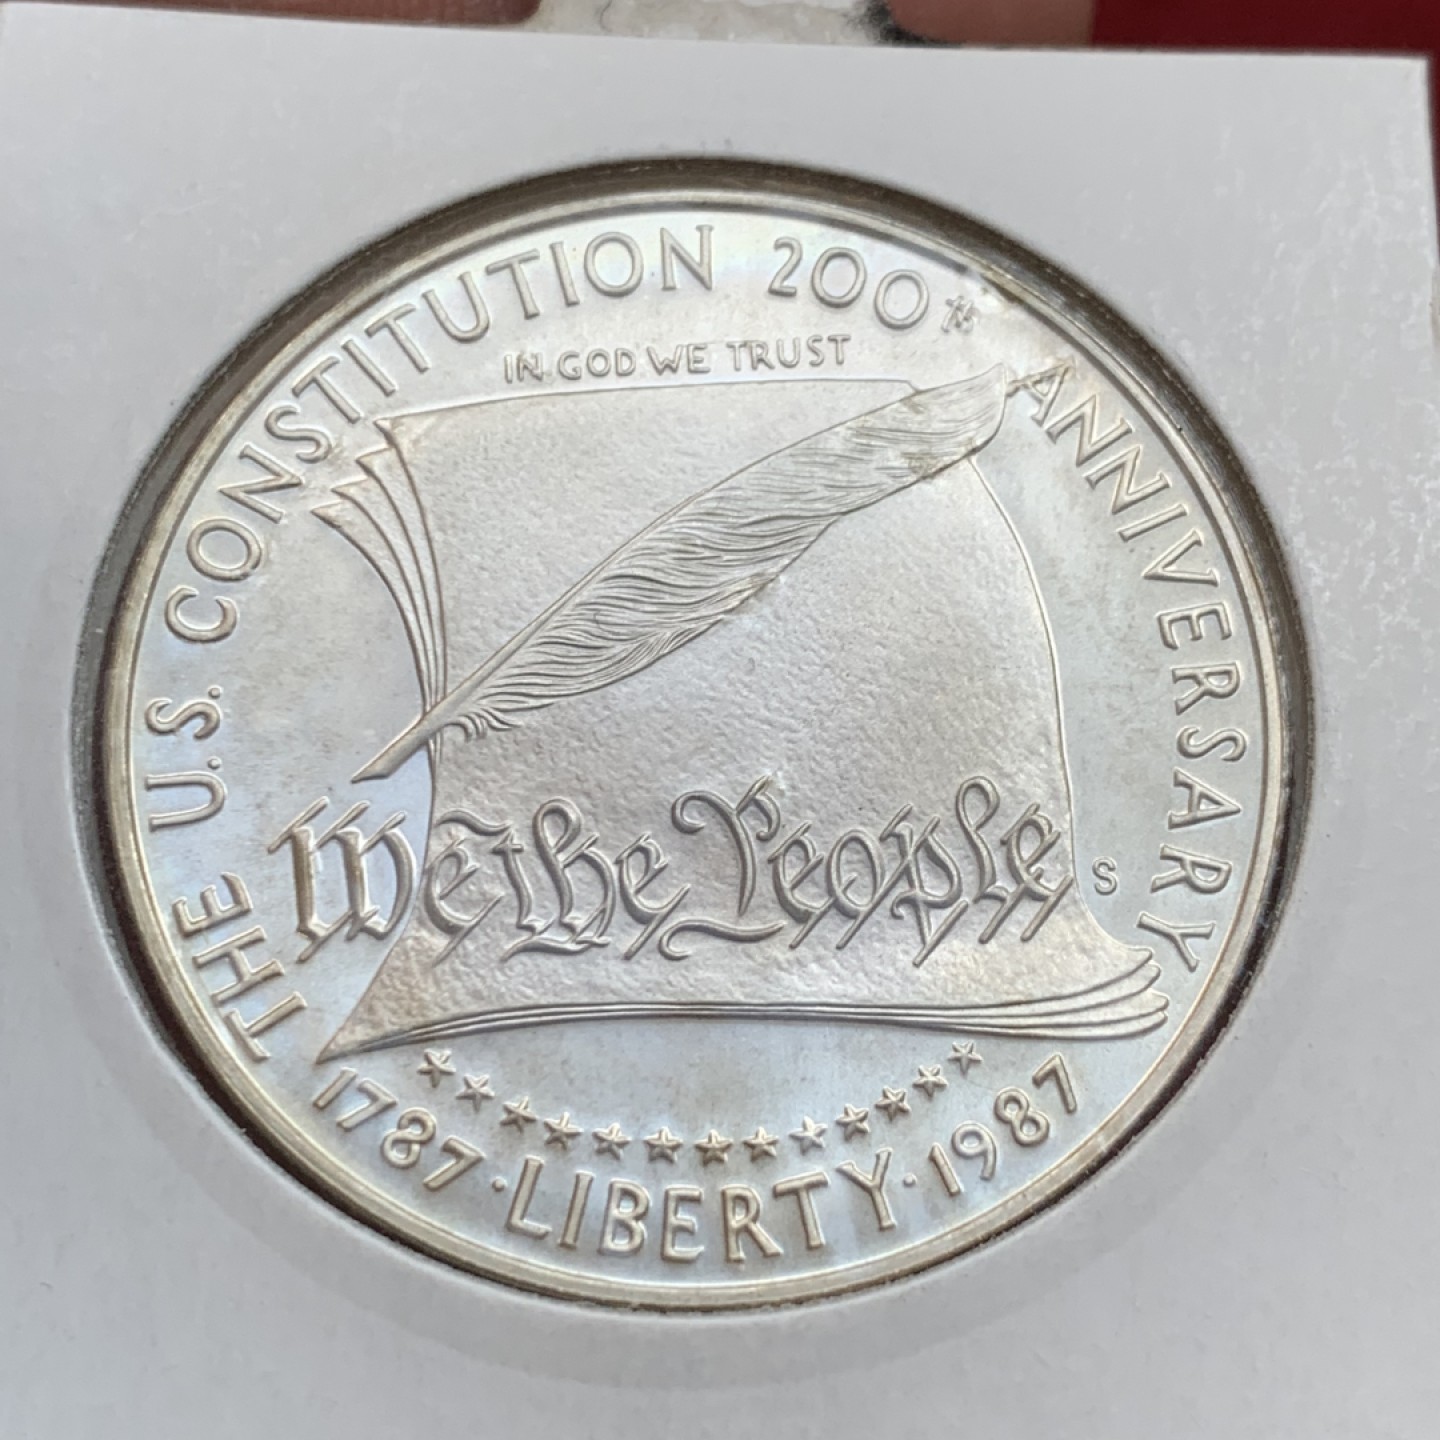 THE U.S. CONSTITUTION 200th ANNIVERSARY
IN GOD WE TRUST
We the People
S
1787 · LIBERTY · 1987